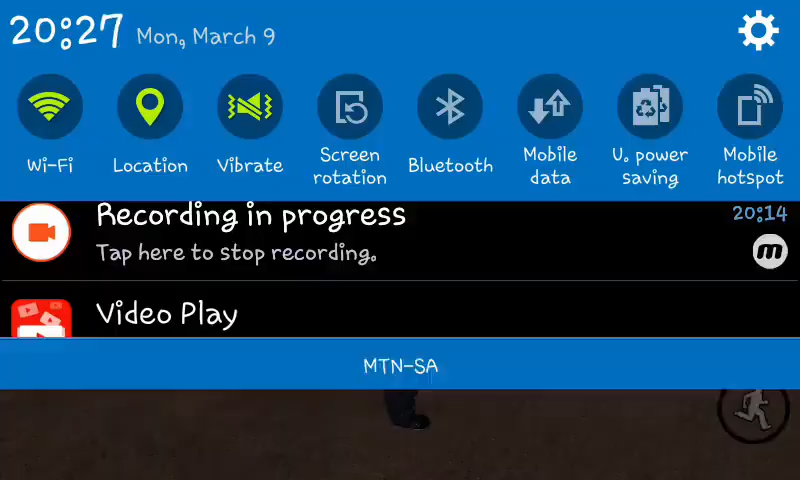 20:27 Mon, March 9
Wi-Fi
Location
Vibrate
Screen
rotation
Bluetooth
Mobile
data
U. power
saving
Mobile
hotspot
Recording in progress 20:14
Tap here to stop recording. m
Video Play
MTN-SA